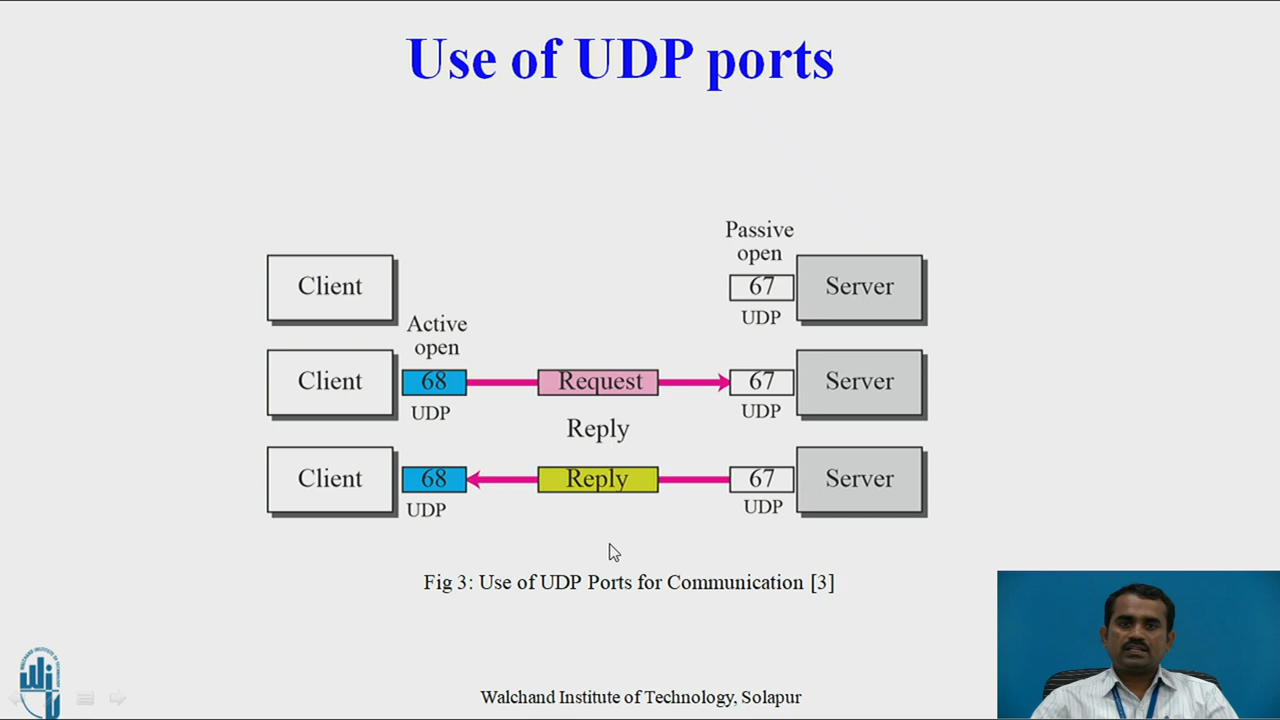 Use of UDP ports
Passive
open
Client
67
Server
UDP
Active
open
Client
68
Request
67
Server
UDP
UDP
Reply
Client
68
Reply
67
Server
UDP
UDP
Fig 3: Use of UDP Ports for Communication [3]
Walchand Institute of Technology, Solapur